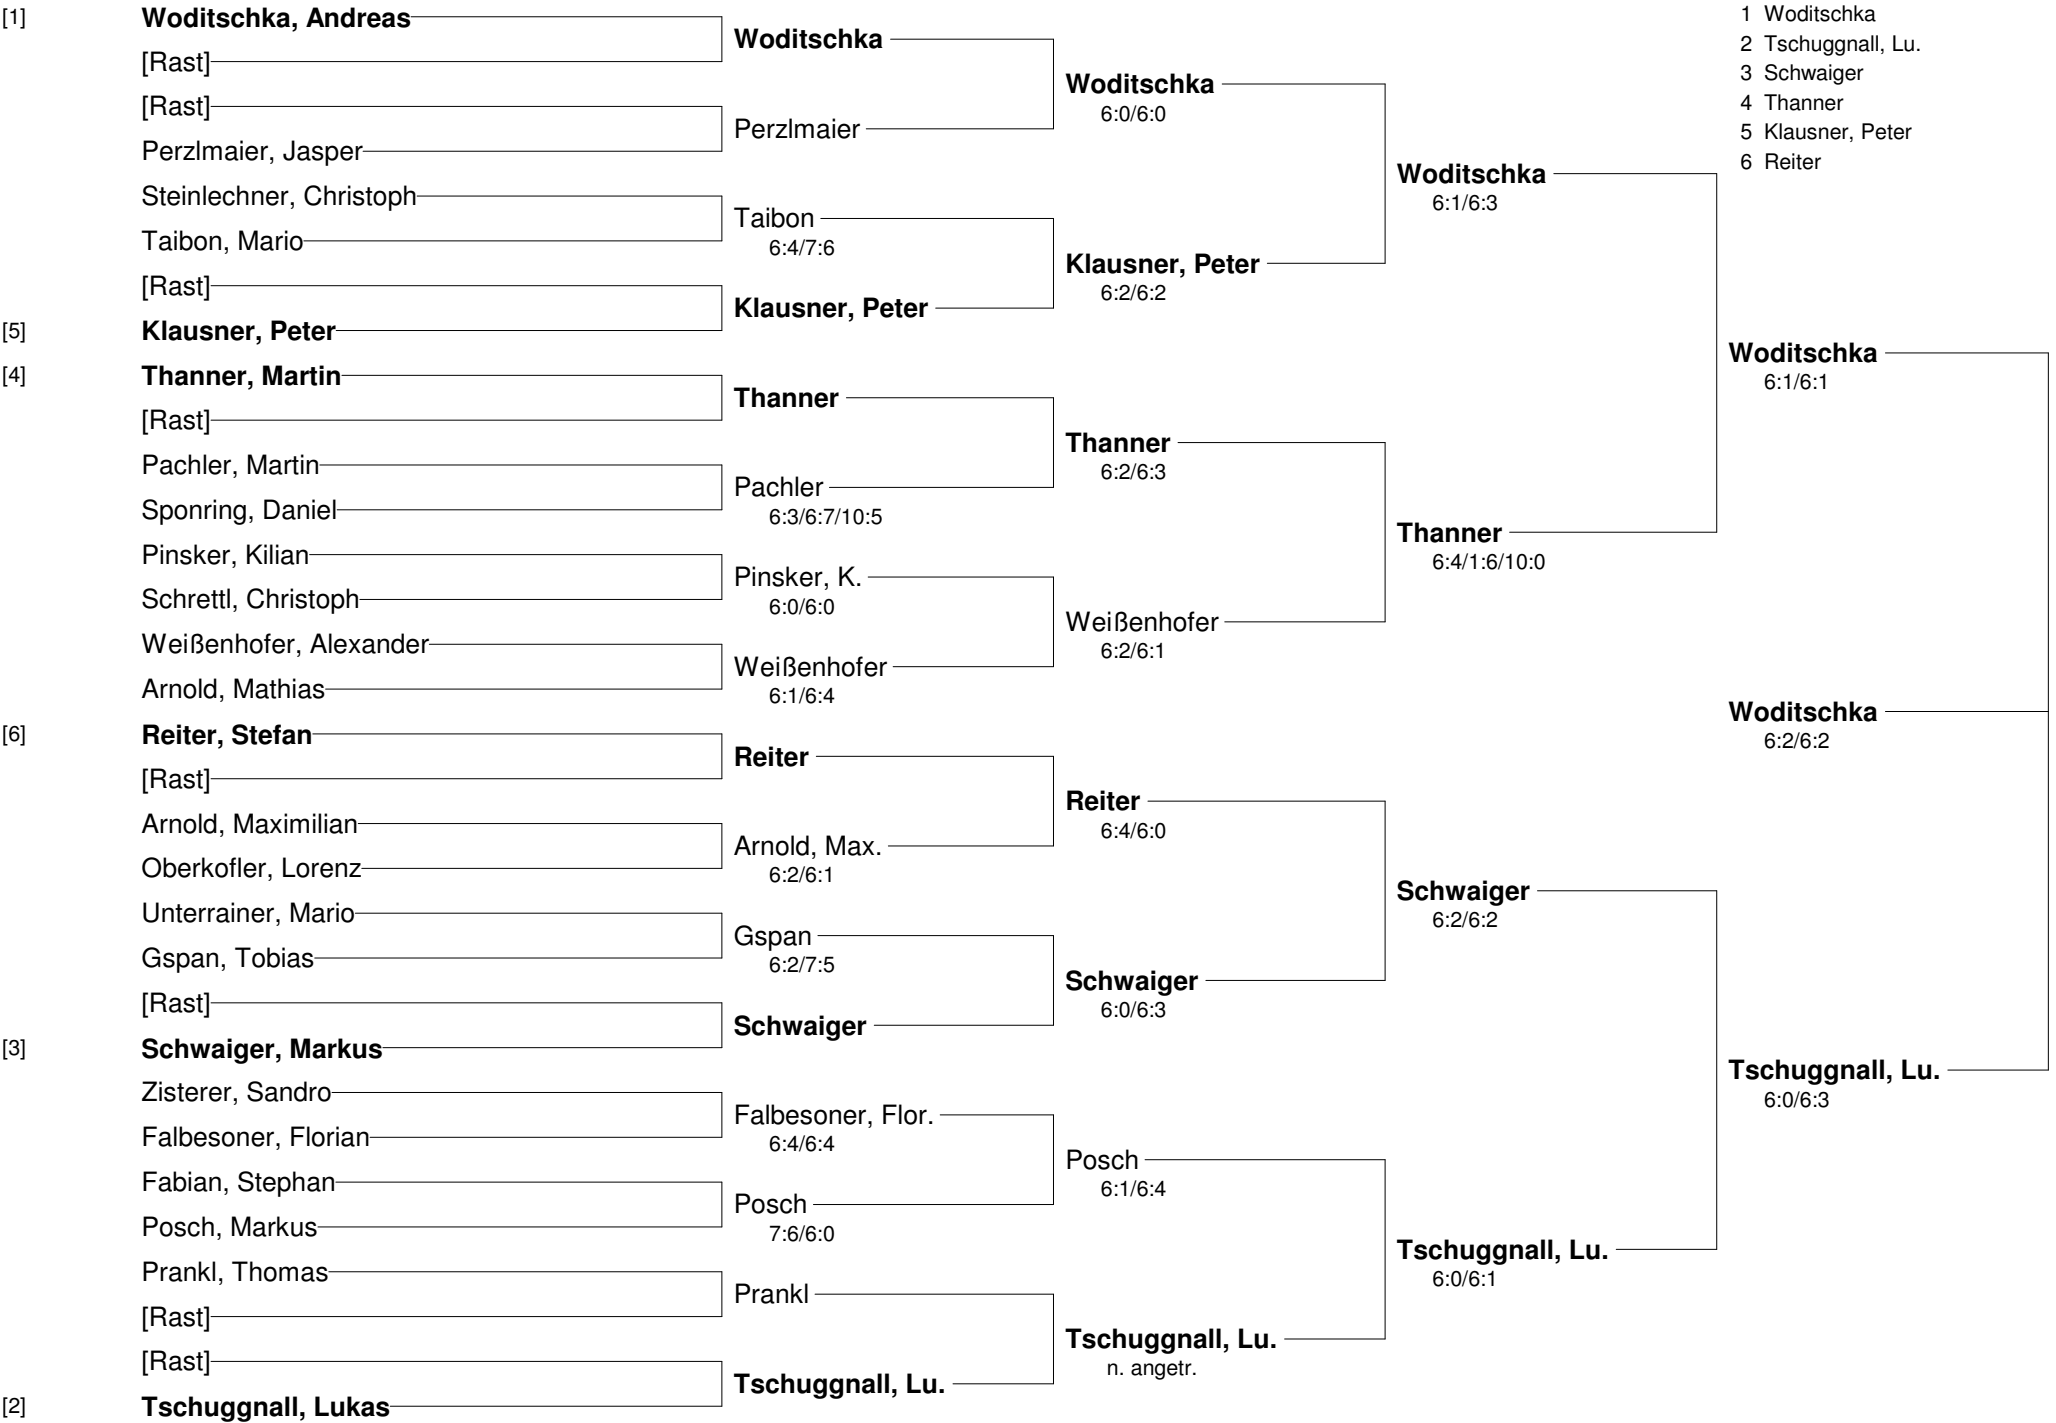 [1] Woditschka, Andreas
[Rast]
[Rast]
Perzlmaier, Jasper
Steinlechner, Christoph
Taibon, Mario
[Rast]
[5] Klausner, Peter
[4] Thanner, Martin
[Rast]
Pachler, Martin
Sponring, Daniel
Pinsker, Kilian
Schrettl, Christoph
Weißenhofer, Alexander
Arnold, Mathias
[6] Reiter, Stefan
[Rast]
Arnold, Maximilian
Oberkofler, Lorenz
Unterrainer, Mario
Gspan, Tobias
[Rast]
[3] Schwaiger, Markus
Zisterer, Sandro
Falbesoner, Florian
Fabian, Stephan
Posch, Markus
Prankl, Thomas
[Rast]
[Rast]
[2] Tschuggnall, Lukas
Woditschka
Perzlmaier
Taibon
6:4/7:6
Klausner, Peter
Thanner
Pachler
6:3/6:7/10:5
Pinsker, K.
6:0/6:0
Weißenhofer
6:1/6:4
Reiter
Arnold, Max.
6:2/6:1
Gspan
6:2/7:5
Schwaiger
Falbesoner, Flor.
6:4/6:4
Posch
7:6/6:0
Prankl
Tschuggnall, Lu.
Woditschka
6:0/6:0
Klausner, Peter
6:2/6:2
Thanner
6:2/6:3
Weißenhofer
6:2/6:1
Reiter
6:4/6:0
Schwaiger
6:0/6:3
Posch
6:1/6:4
Tschuggnall, Lu.
n. angetr.
Woditschka
6:1/6:3
Thanner
6:4/1:6/10:0
Schwaiger
6:2/6:2
Tschuggnall, Lu.
6:0/6:1
1 Woditschka
2 Tschuggnall, Lu.
3 Schwaiger
4 Thanner
5 Klausner, Peter
6 Reiter
Woditschka
6:1/6:1
Woditschka
6:2/6:2
Tschuggnall, Lu.
6:0/6:3